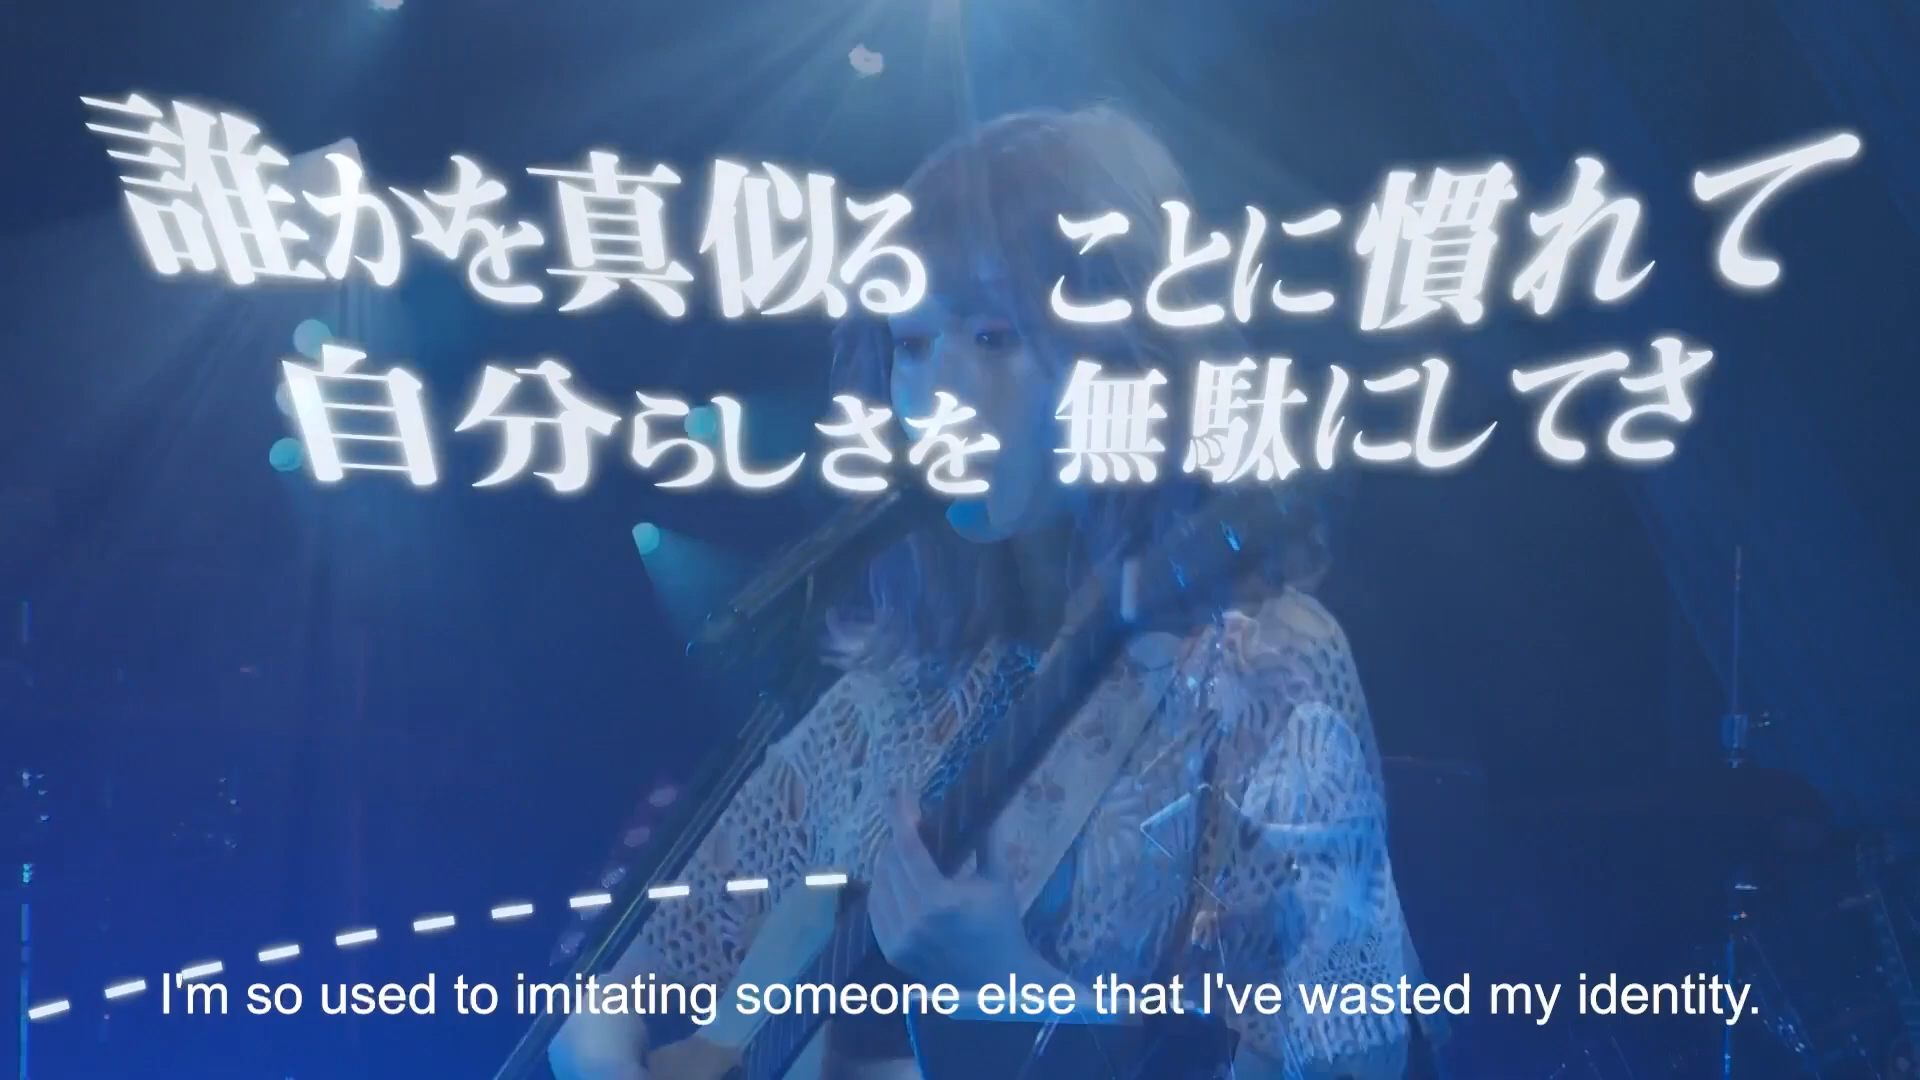 誰かを真似る ことに慣れて
自分らしさを 無駄にしてさ
I'm so used to imitating someone else that I've wasted my identity.